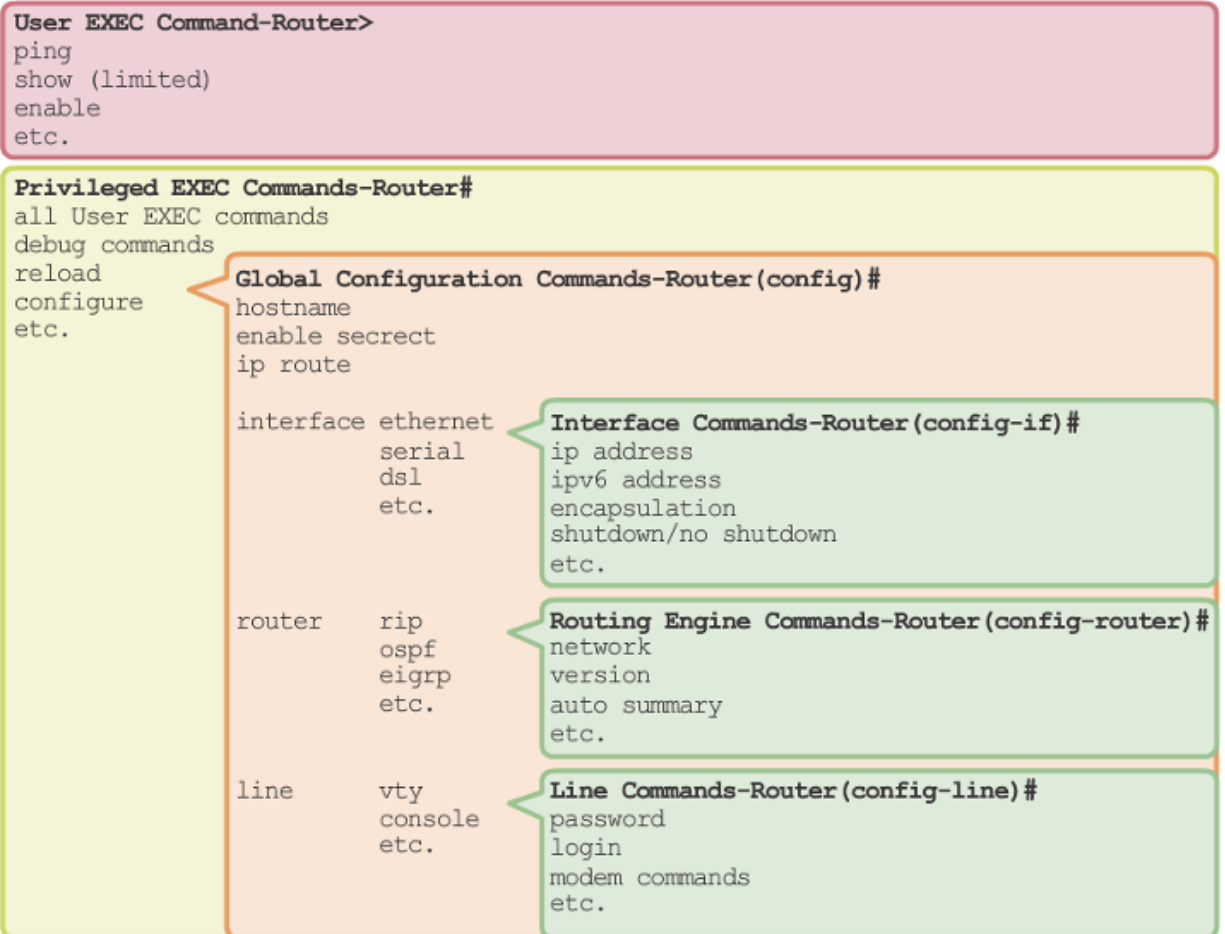 User EXEC Command-Router>
ping
show (limited)
enable
etc.
Privileged EXEC Commands-Router#
all User EXEC commands
debug commands
reload
configure
etc.
Global Configuration Commands-Router(config)#
hostname
enable secrect
ip route
interface ethernet
serial
dsl
etc.
Interface Commands-Router(config-if)#
ip address
ipv6 address
encapsulation
shutdown/no shutdown
etc.
router rip
ospf
eigrp
etc.
Routing Engine Commands-Router(config-router)#
network
version
auto summary
etc.
line vty
console
etc.
Line Commands-Router(config-line)#
password
login
modem commands
etc.